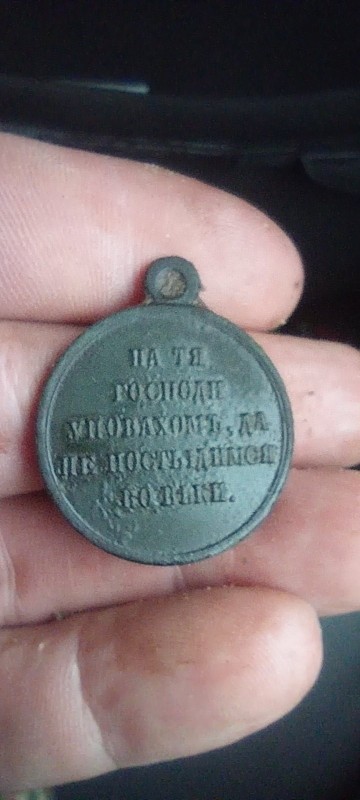 НА ТЯ
ГОСПОДИ
УПОВАХОМЪ, ДА
НЕ ПОСТЫДИМСЯ
ВО ВѢКИ.